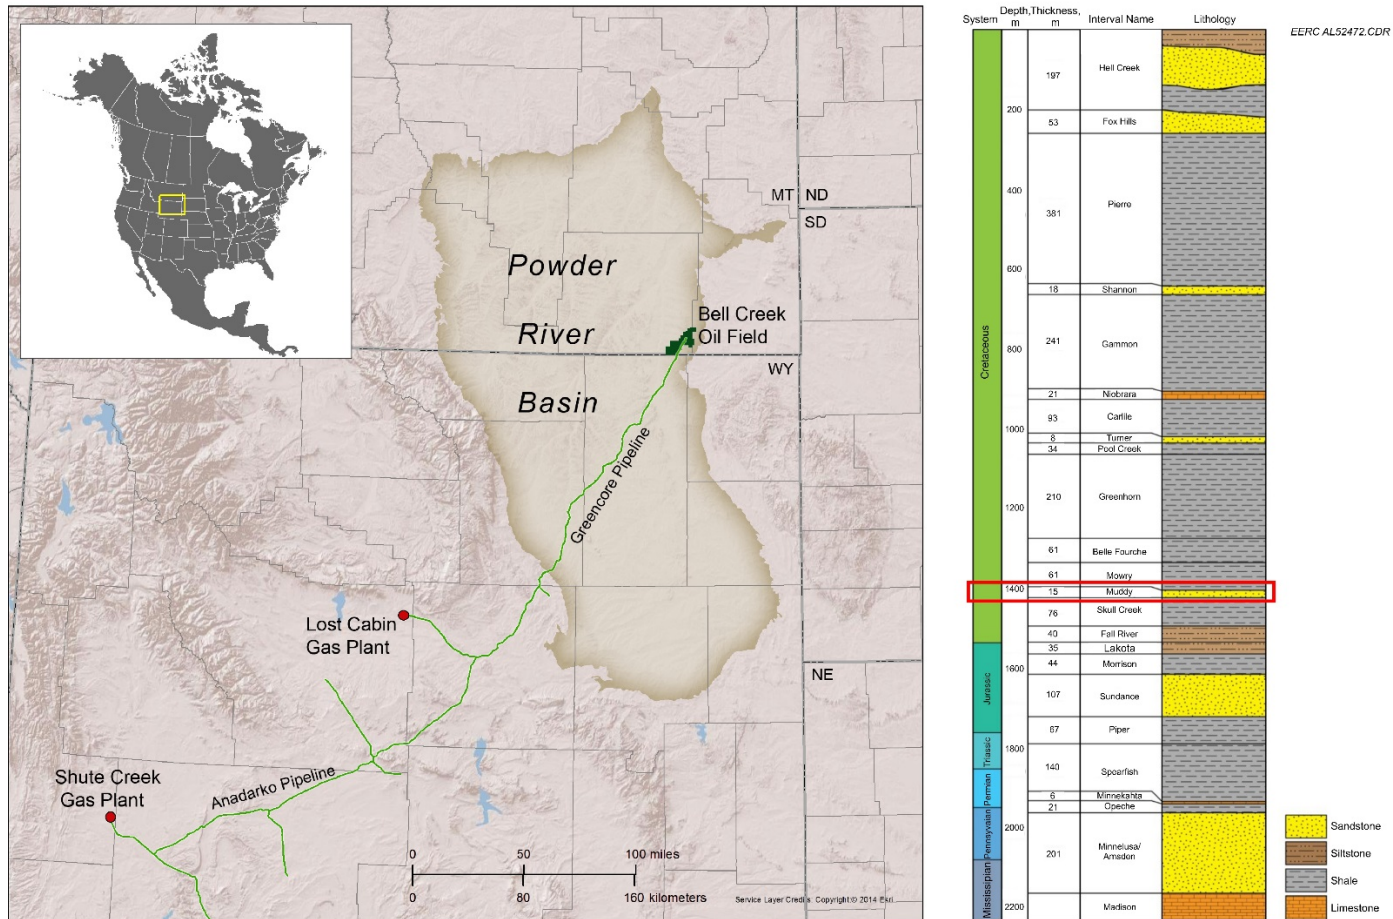 MT
ND
SD
Powder
River
Basin
Bell Creek
Oil Field
WY
Greencore Pipeline
Lost Cabin
Gas Plant
NE
Shute Creek
Gas Plant
Anadarko Pipeline
0 50 100 miles
0 80 160 kilometers
Service Layer Credits: Copyright:© 2014 Esri
System Depth, m Thickness, m Interval Name Lithology
EERC AL52472.CDR
Cretaceous
Jurassic
Triassic
Permian
Pennsyvaian
Mississipian
197 Hell Creek
200
53 Fox Hills
400
381 Pierre
600
18 Shannon
241 Gammon
800
21 Niobrara
93 Carlile
1000
8 Turner
34 Pool Creek
210 Greenhorn
1200
61 Belle Fourche
61 Mowry
1400
15 Muddy
76 Skull Creek
40 Fall River
35 Lakota
1600
44 Morrison
107 Sundance
67 Piper
1800
140 Spearfish
6 Minnekahta
21 Opeche
2000
201 Minnelusa/
Amsden
2200
Madison
Sandstone
Siltstone
Shale
Limestone